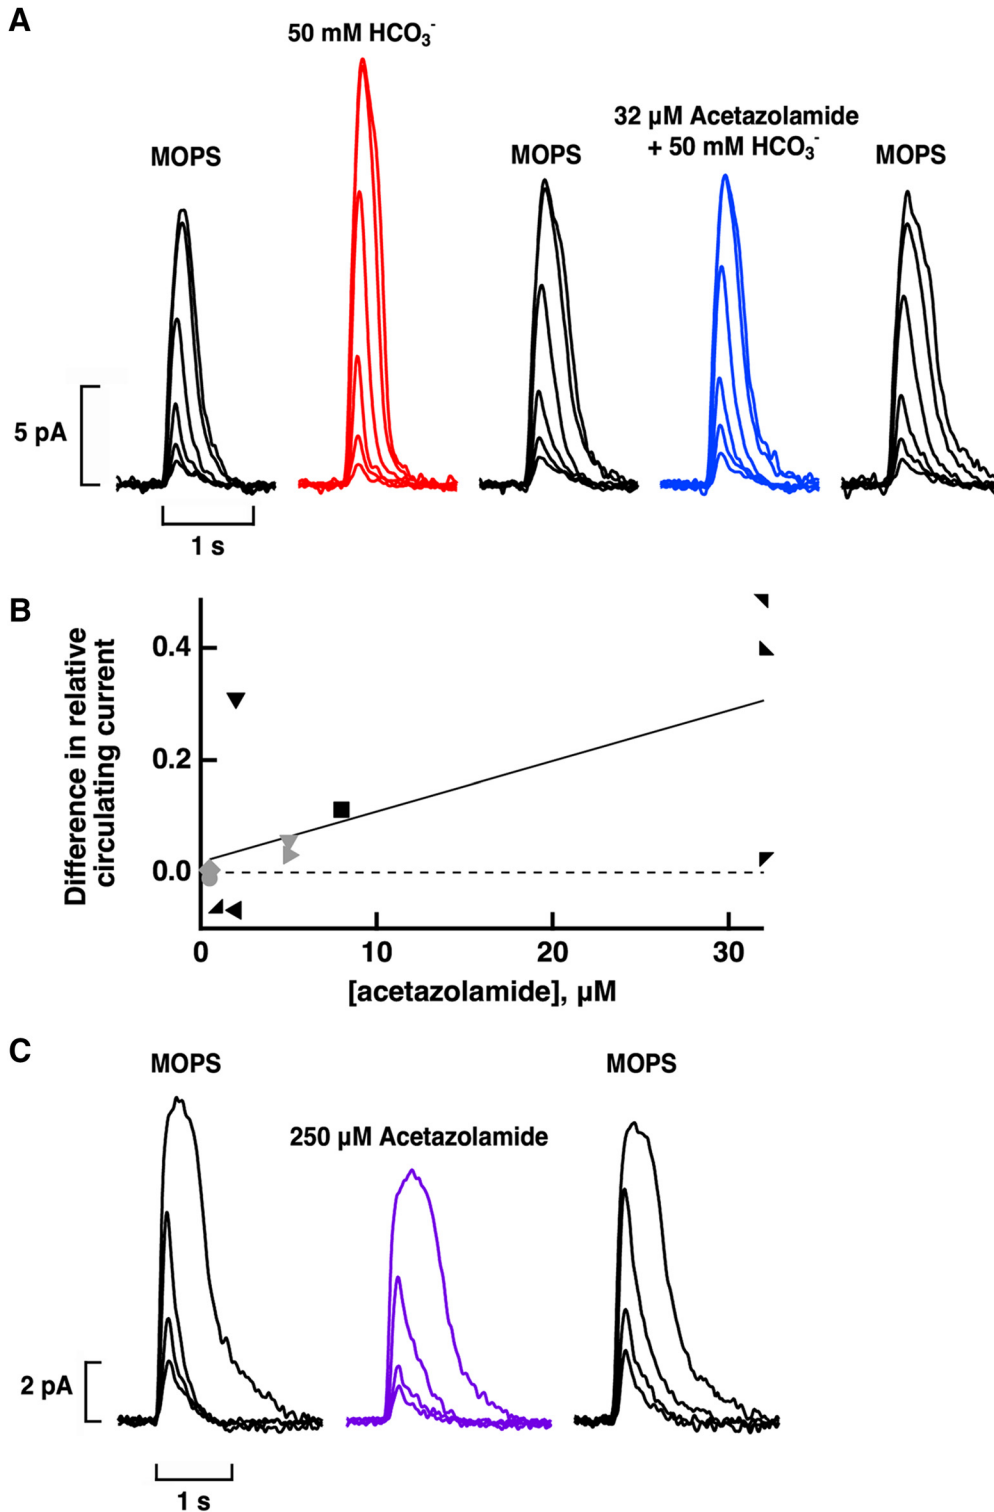 A
50 mM HCO₃⁻
MOPS
MOPS
32 µM Acetazolamide
+ 50 mM HCO₃⁻
MOPS
5 pA
1 s
B
Difference in relative
circulating current
0.4
0.2
0.0
0
10
20
30
[acetazolamide], µM
C
MOPS
250 µM Acetazolamide
MOPS
2 pA
1 s